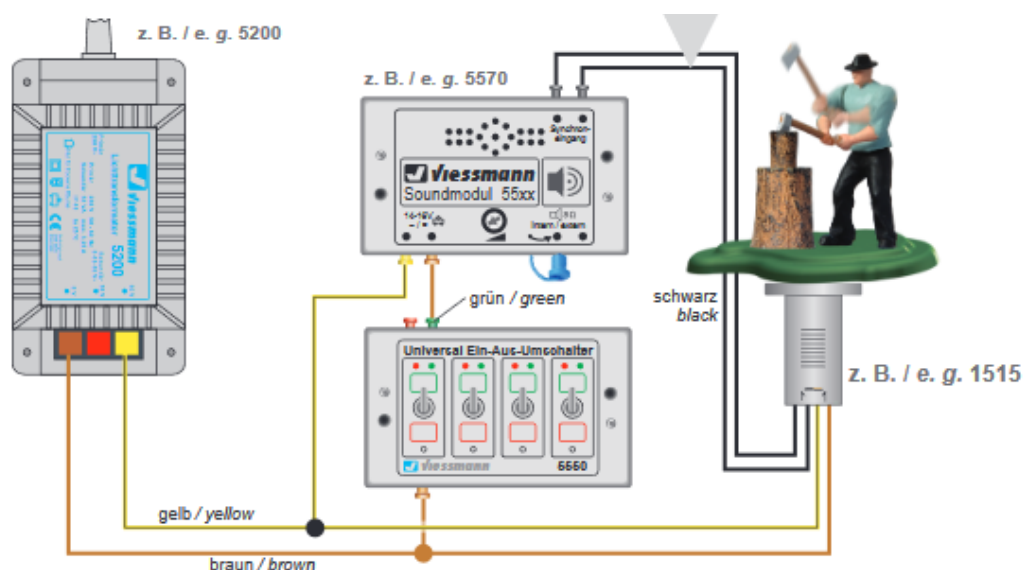 z. B. / e. g. 5200
z. B. / e. g. 5570
Synchron-
eingang
viessmann
Soundmodul 55xx
14-16V
~ / =
Intern / extern
grün / green
schwarz
black
Universal Ein-Aus-Umschalter
viessmann
5550
z. B. / e. g. 1515
viessmann
Lichttransformator 5200
gelb / yellow
braun / brown